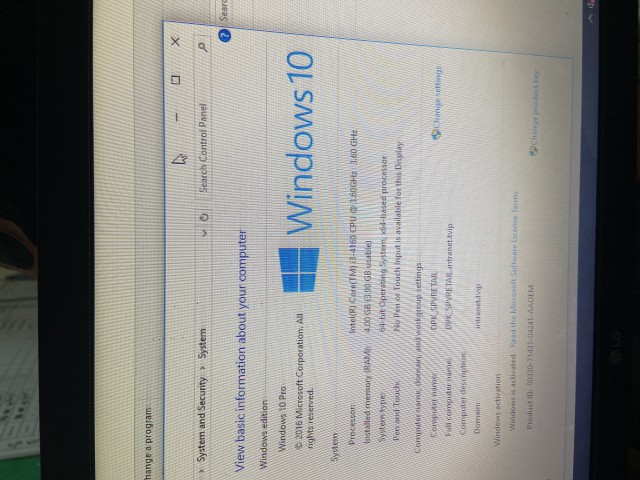 Change a program
System and Security > System
Search Control Panel
Sear
View basic information about your computer
Windows edition
Windows 10 Pro
© 2016 Microsoft Corporation. All
rights reserved.
Windows 10
System
Processor: Intel(R) Core(TM) i3-4160 CPU @ 3.60GHz 3.60 GHz
Installed memory (RAM): 4.00 GB (3.90 GB usable)
System type: 64-bit Operating System, x64-based processor
Pen and Touch: No Pen or Touch Input is available for this Display
Computer name, domain, and workgroup settings
Computer name: DPK_SPVRETAIL
Change settings
Full computer name: DPK_SPVRETAIL.intranet.tvip
Computer description:
Domain: intranet.tvip
Windows activation
Windows is activated Read the Microsoft Software License Terms
Product ID: 00330-71431-04241-AAOEM
Change product key
LG